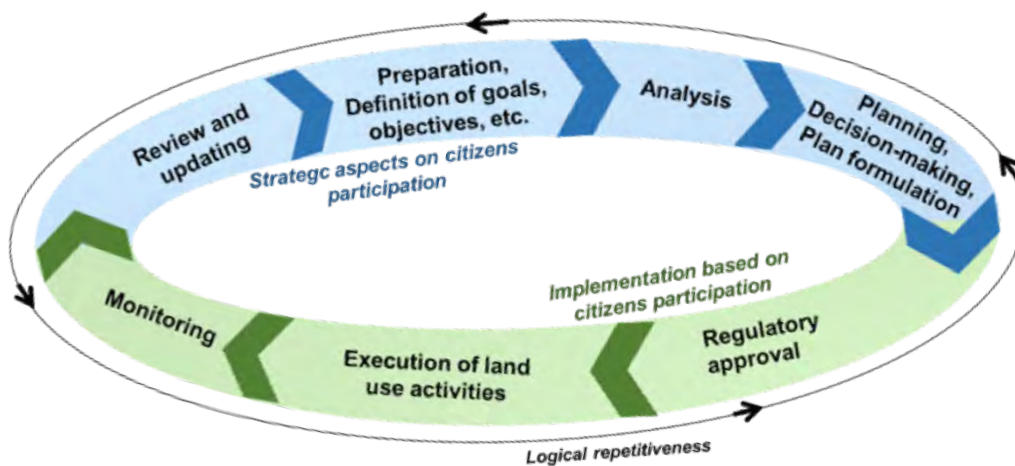 Review and
updating
Preparation,
Definition of goals,
objectives, etc.
Analysis
Planning,
Decision-making,
Plan formulation
Strategc aspects on citizens
participation
Implementation based on
citizens participation
Monitoring
Execution of land
use activities
Regulatory
approval
Logical repetitiveness